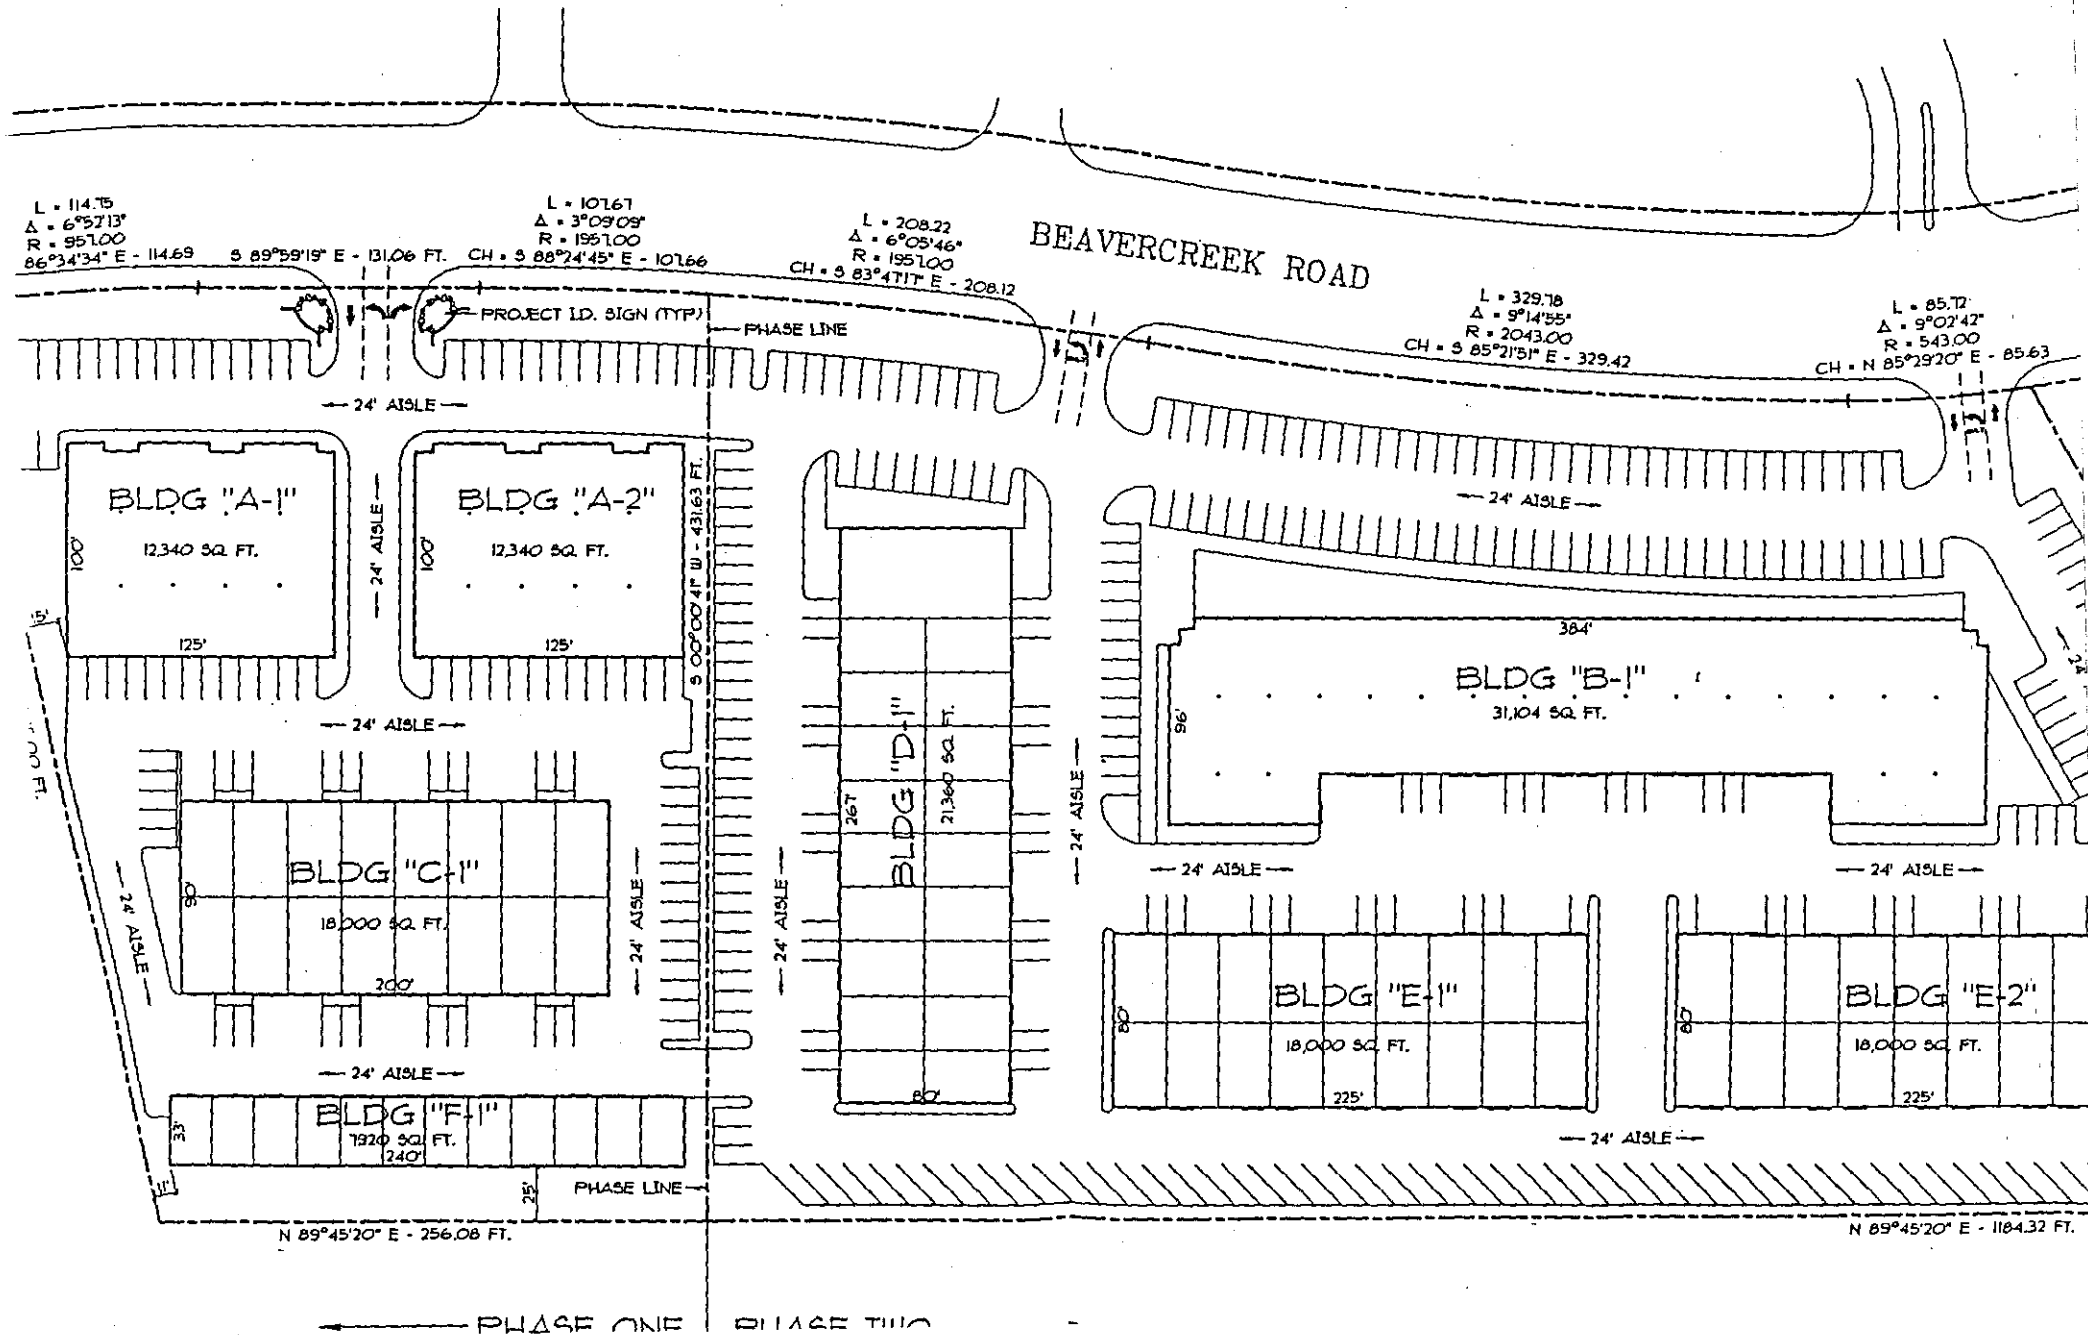 L = 114.75
Δ = 6°52'13"
R = 957.00
86°34'34" E - 114.69
S 89°59'19" E - 131.06 FT.
L = 107.67
Δ = 3°09'09"
R = 1957.00
CH = S 88°24'45" E - 107.66
L = 208.22
Δ = 6°05'46"
R = 1957.00
CH = S 83°47'17" E - 208.12
BEAVERCREEK ROAD
L = 329.78
Δ = 9°14'55"
R = 2043.00
CH = S 85°21'51" E - 329.42
L = 85.72
Δ = 9°02'42"
R = 543.00
CH = N 85°29'20" E - 85.63
PROJECT I.D. SIGN (TYP)
PHASE LINE
24' AISLE
24' AISLE
BLDG "A-1"
12,340 SQ. FT.
100'
125'
24' AISLE
BLDG "A-2"
12,340 SQ. FT.
100'
125'
S 00°00'41" W - 431.63 FT.
15'
00 FT.
24' AISLE
BLDG "D-1"
21,360 SQ. FT.
267'
80'
384'
BLDG "B-1"
31,104 SQ. FT.
96'
24'
24' AISLE
24' AISLE
24' AISLE
BLDG "C-1"
18,000 SQ. FT.
90'
200'
24' AISLE
24' AISLE
24' AISLE
24' AISLE
BLDG "E-1"
18,000 SQ. FT.
80'
225'
BLDG "E-2"
18,000 SQ. FT.
80'
225'
24' AISLE
24' AISLE
BLDG "F-1"
7920 SQ. FT.
240'
33'
11'
25'
PHASE LINE
N 89°45'20" E - 256.08 FT.
N 89°45'20" E - 1184.32 FT.
PHASE ONE
PHASE TWO